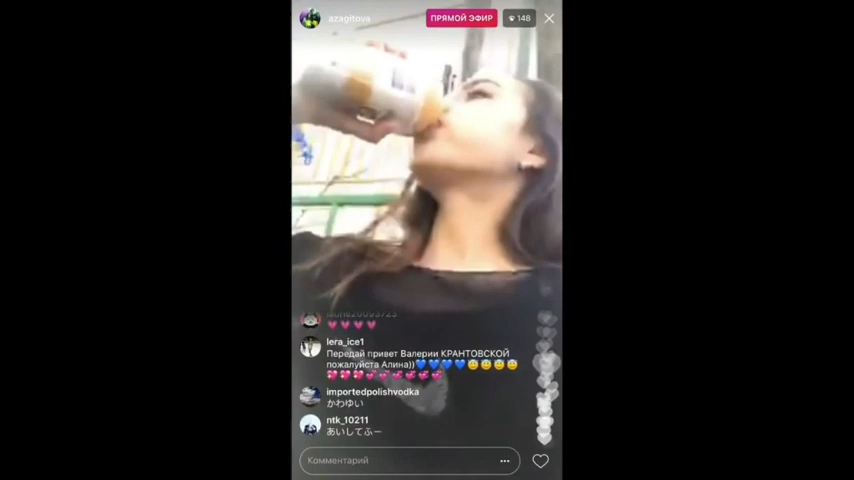 azagitova
ПРЯМОЙ ЭФИР
148
lera_ice1
Передай привет Валерии КРАНТОВСКОЙ
пожалуйста Алина))💙💙💙💙😇😇😇😇
💖💖💖💞💞💞💞💞💞
importedpolishvodka
かわゆい
ntk_10211
あいしてふー
Комментарий